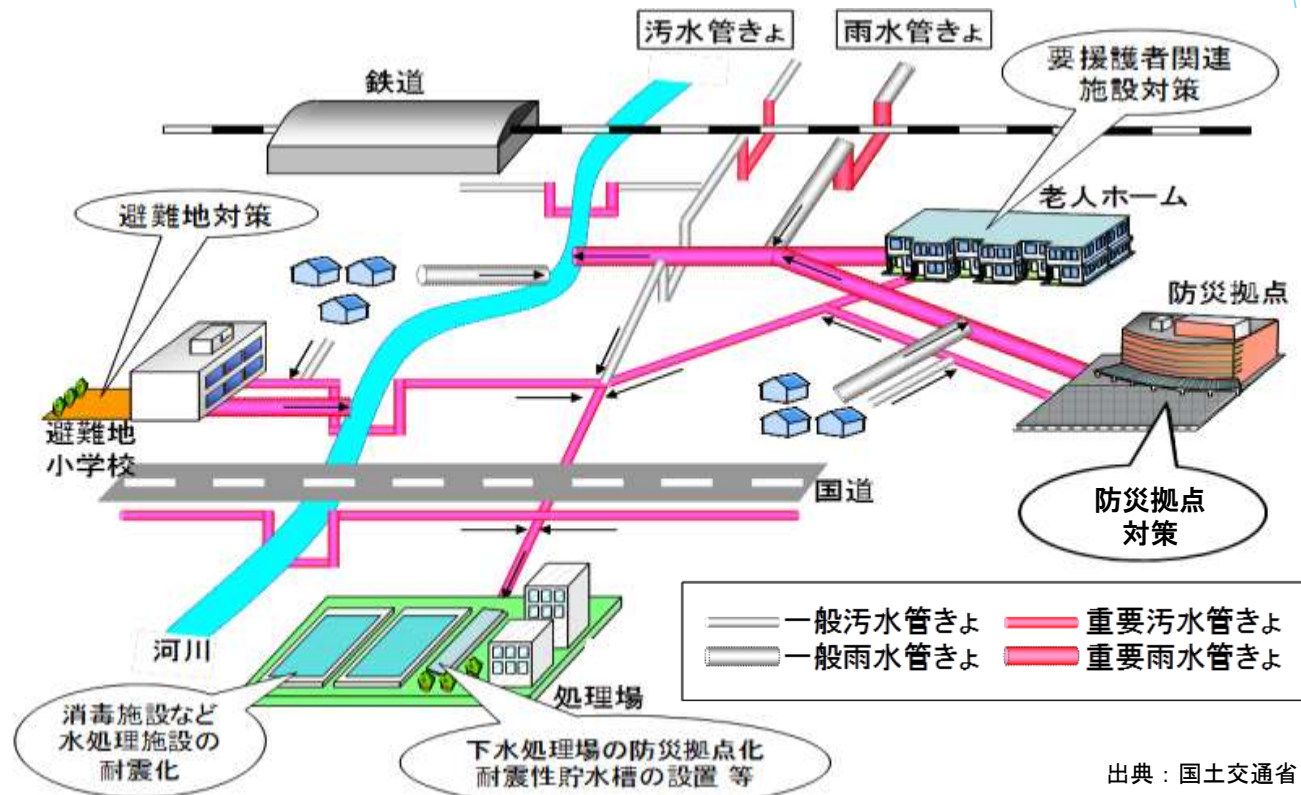 汚水管きょ
雨水管きょ
要援護者関連
施設対策
鉄道
避難地対策
老人ホーム
防災拠点
避難地
小学校
国道
防災拠点
対策
一般汚水管きょ
重要汚水管きょ
一般雨水管きょ
重要雨水管きょ
河川
処理場
消毒施設など
水処理施設の
耐震化
下水処理場の防災拠点化
耐震性貯水槽の設置 等
出典：国土交通省